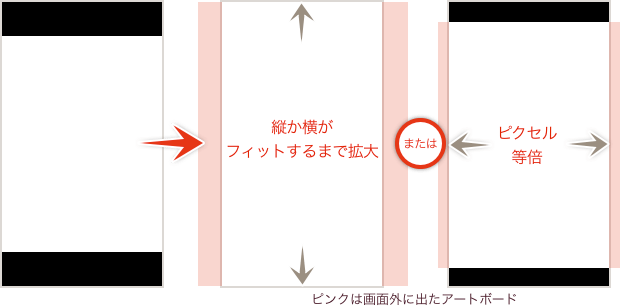 縦か横が
フィットするまで拡大
または
ピクセル
等倍
ピンクは画面外に出たアートボード